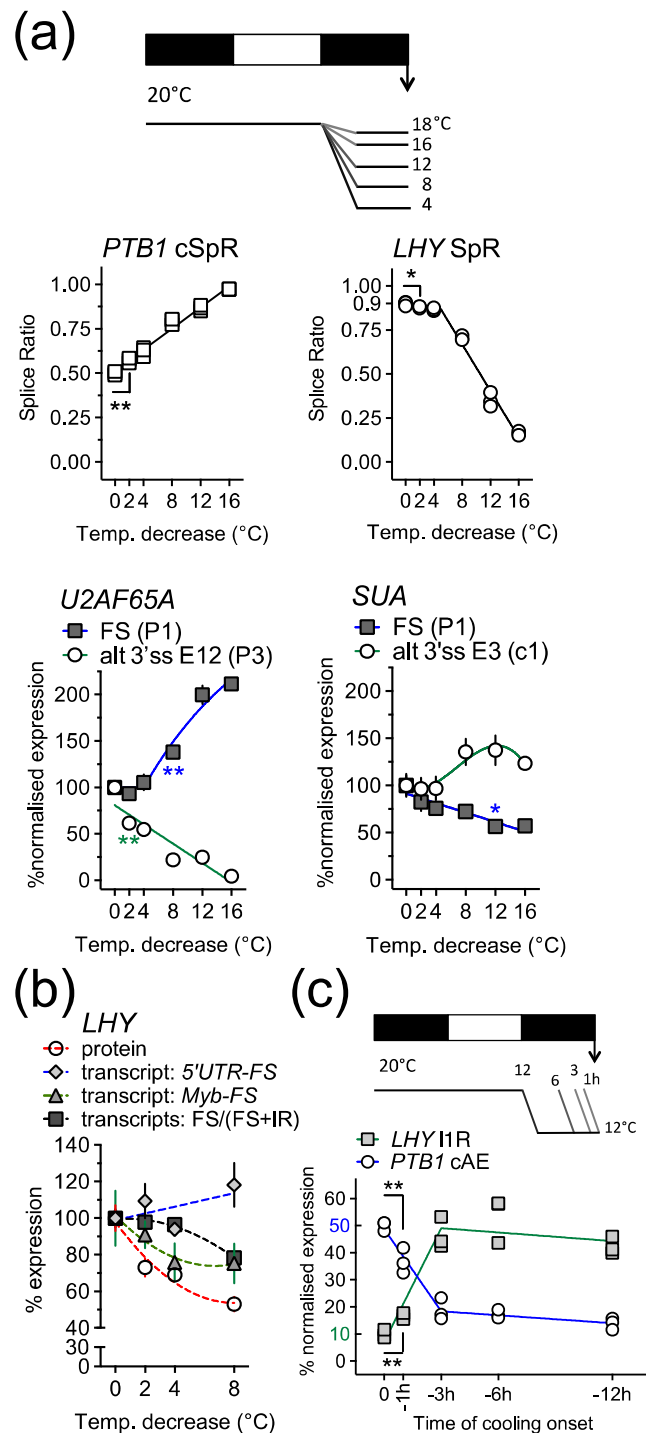 (a)
20°C
18°C
16
12
8
4
PTB1 cSpR
LHY SpR
1.00
0.75
0.50
0.25
0.00
Splice Ratio
**
0 2 4 8 12 16
Temp. decrease (°C)
1.00
0.9
0.75
0.50
0.25
0.00
Splice Ratio
*
0 2 4 8 12 16
Temp. decrease (°C)
U2AF65A
FS (P1)
alt 3'ss E12 (P3)
200
150
100
50
0
%normalised expression
**
**
0 2 4 8 12 16
Temp. decrease (°C)
SUA
FS (P1)
alt 3'ss E3 (c1)
200
150
100
50
0
%normalised expression
*
0 2 4 8 12 16
Temp. decrease (°C)
(b)
LHY
protein
transcript: 5'UTR-FS
transcript: Myb-FS
transcripts: FS/(FS+IR)
140
120
100
80
60
40
30
0
% expression
0 2 4 8
Temp. decrease (°C)
(c)
20°C
12
6
3
1h
12°C
LHY I1R
PTB1 cAE
60
50
40
30
20
10
0
% normalised expression
**
**
0 -1h -3h -6h -12h
Time of cooling onset